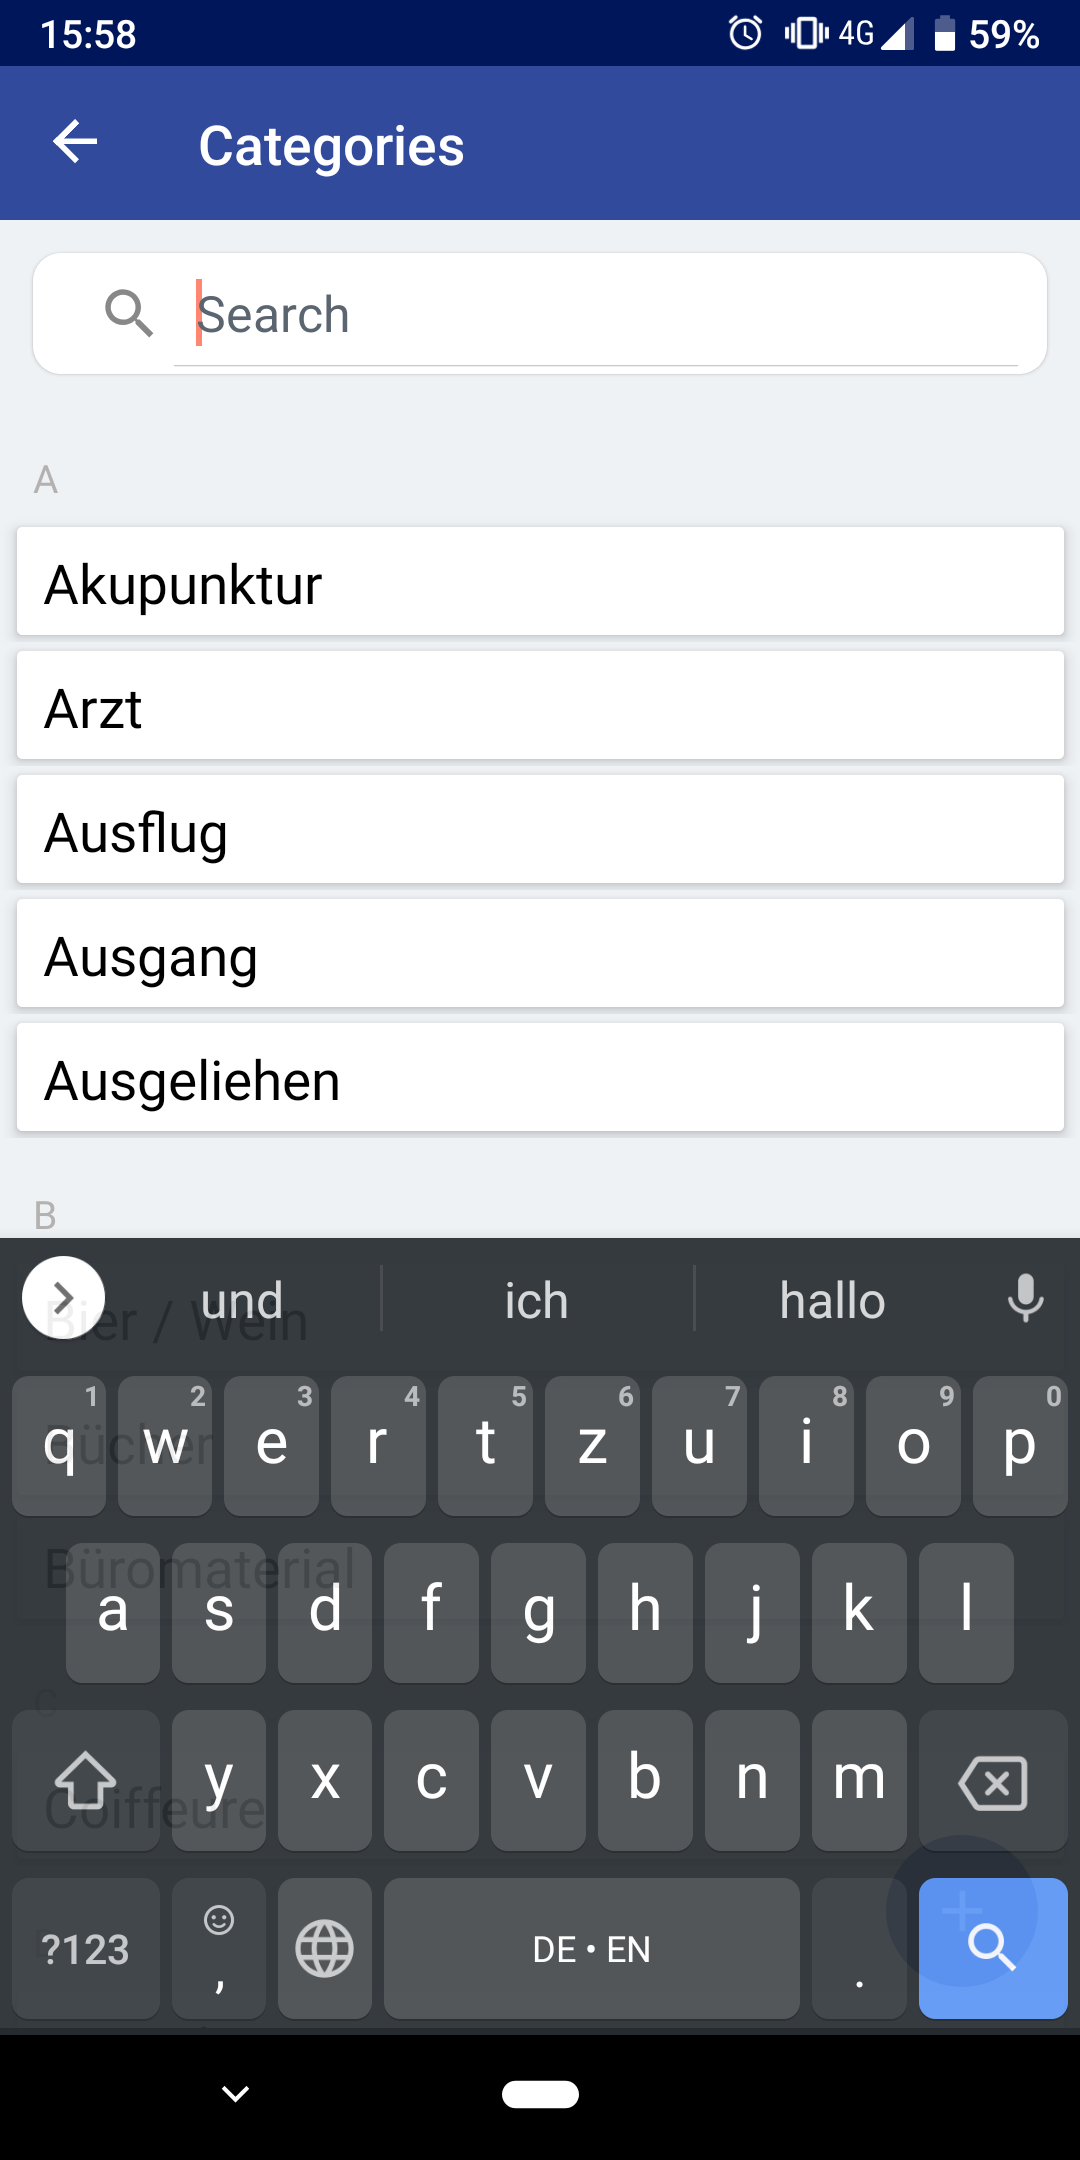 15:58
4G
59%
Categories
Search
A
Akupunktur
Arzt
Ausflug
Ausgang
Ausgeliehen
B
und ich hallo
Bier / Wein
1 2 3 4 5 6 7 8 9 0
q w e r t z u i o p
Bücher
Büromaterial
a s d f g h j k l
C
y x c v b n m
Coiffeure
?123 , DE • EN .